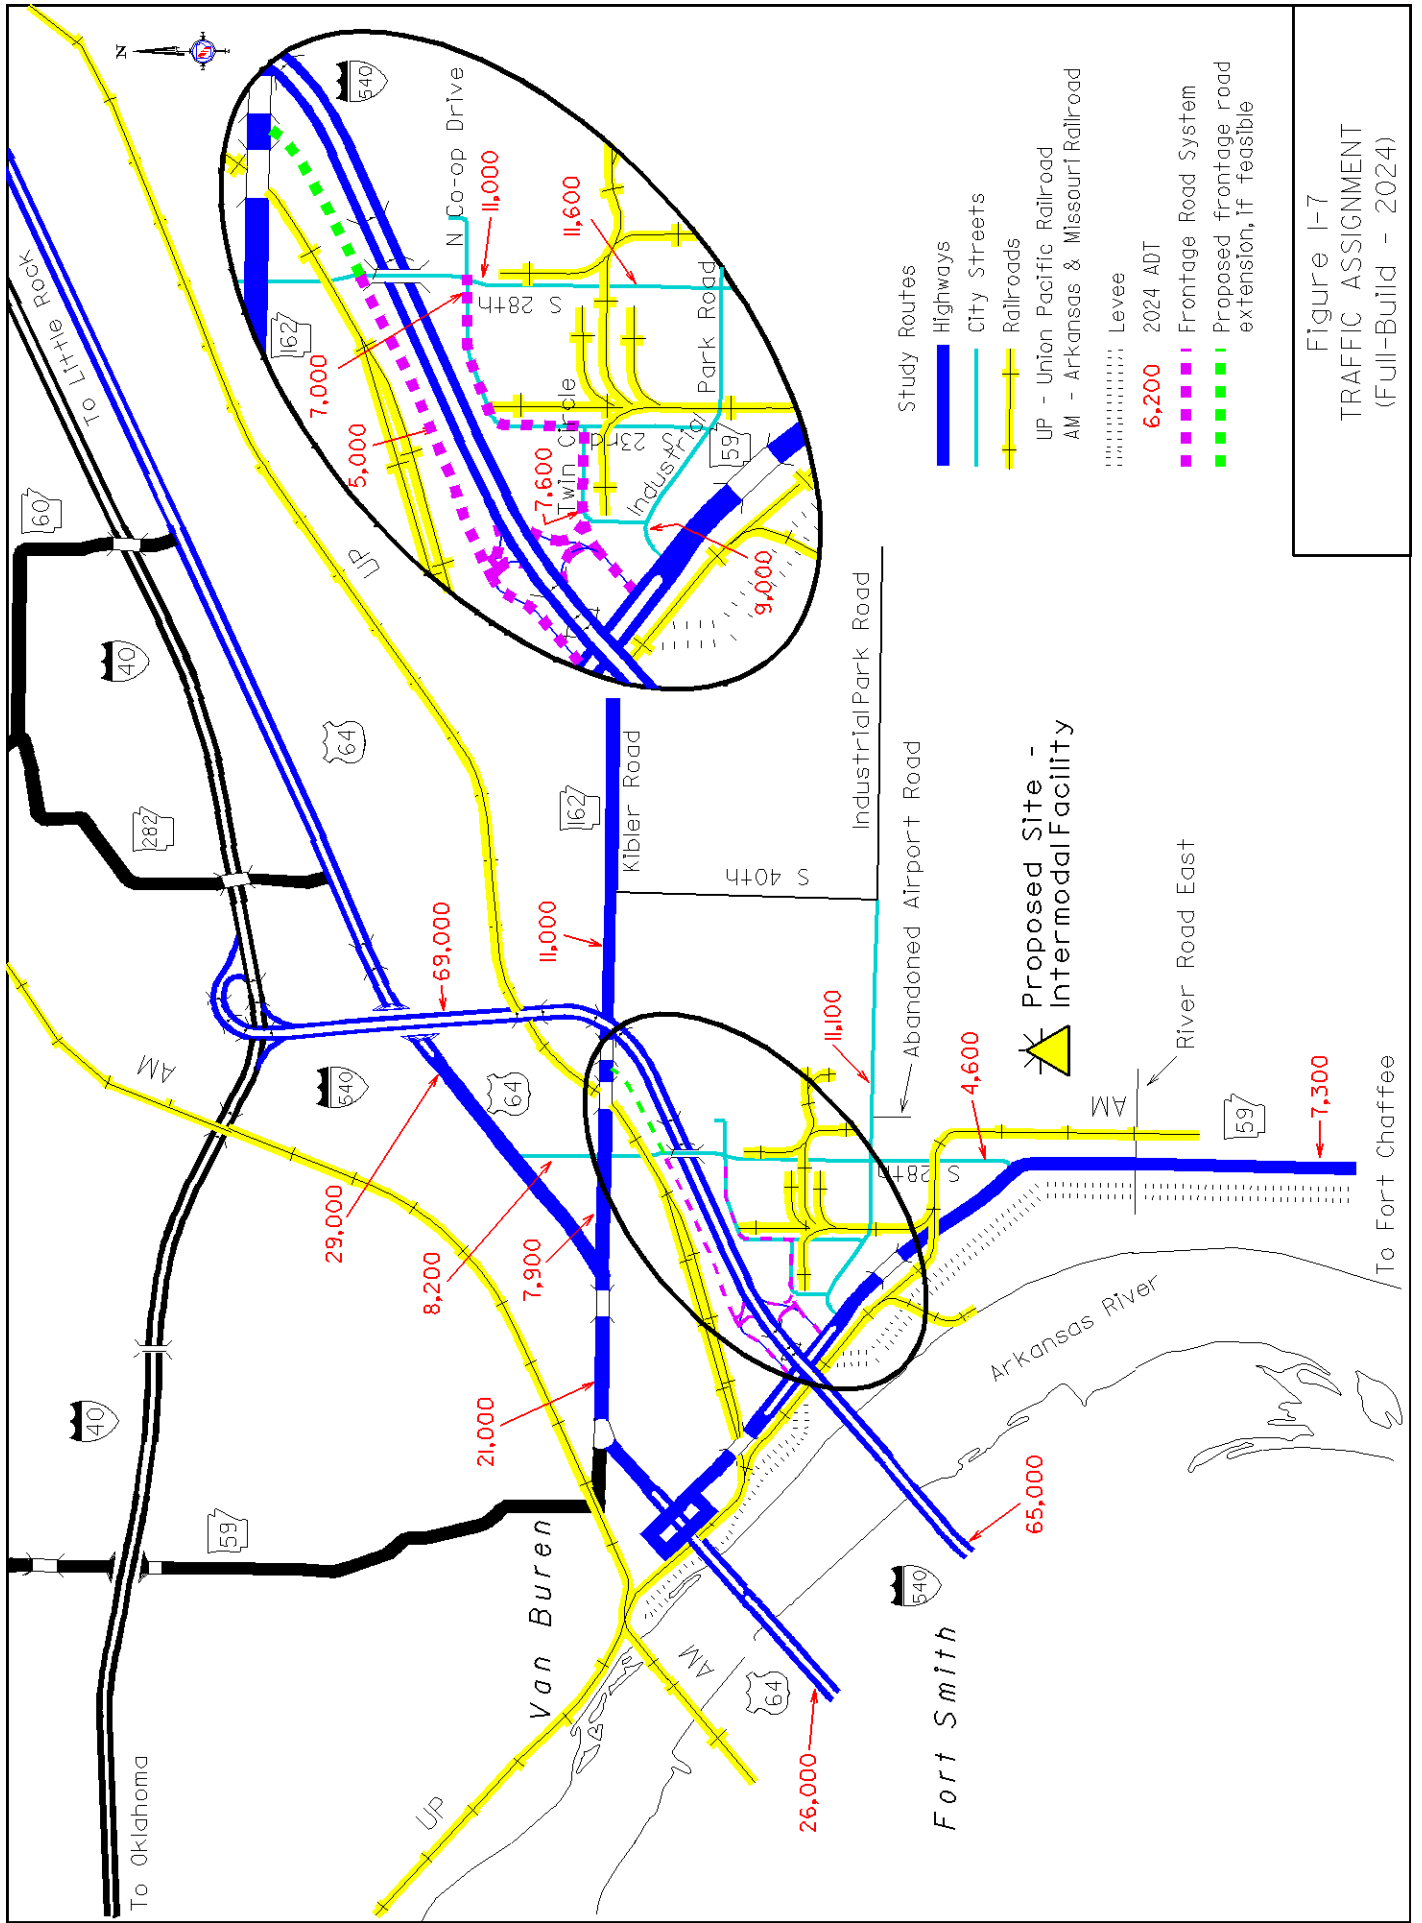 N
To Little Rock
60
40
UP
64
282
162
Kibler Road
Industrial Park Road
S 40th
69,000
11,000
11,100
Abandoned Airport Road
Proposed Site -
Intermodal Facility
River Road East
AM
540
64
29,000
8,200
7,900
S 28th
4,600
AM
59
7,300
To Fort Chaffee
Arkansas River
40
21,000
59
65,000
540
Van Buren
Fort Smith
AM
64
26,000
UP
To Oklahoma
540
N Co-op Drive
11,000
11,600
S 28th
162
7,000
5,000
Twin Circle
S 23rd
7,600
Industrial
Park Road
59
9,000
Study Routes
Highways
City Streets
Railroads
UP - Union Pacific Railroad
AM - Arkansas & Missouri Railroad
Levee
6,200 2024 ADT
Frontage Road System
Proposed frontage road
extension, if feasible
Figure I-7
TRAFFIC ASSIGNMENT
(Full-Build - 2024)